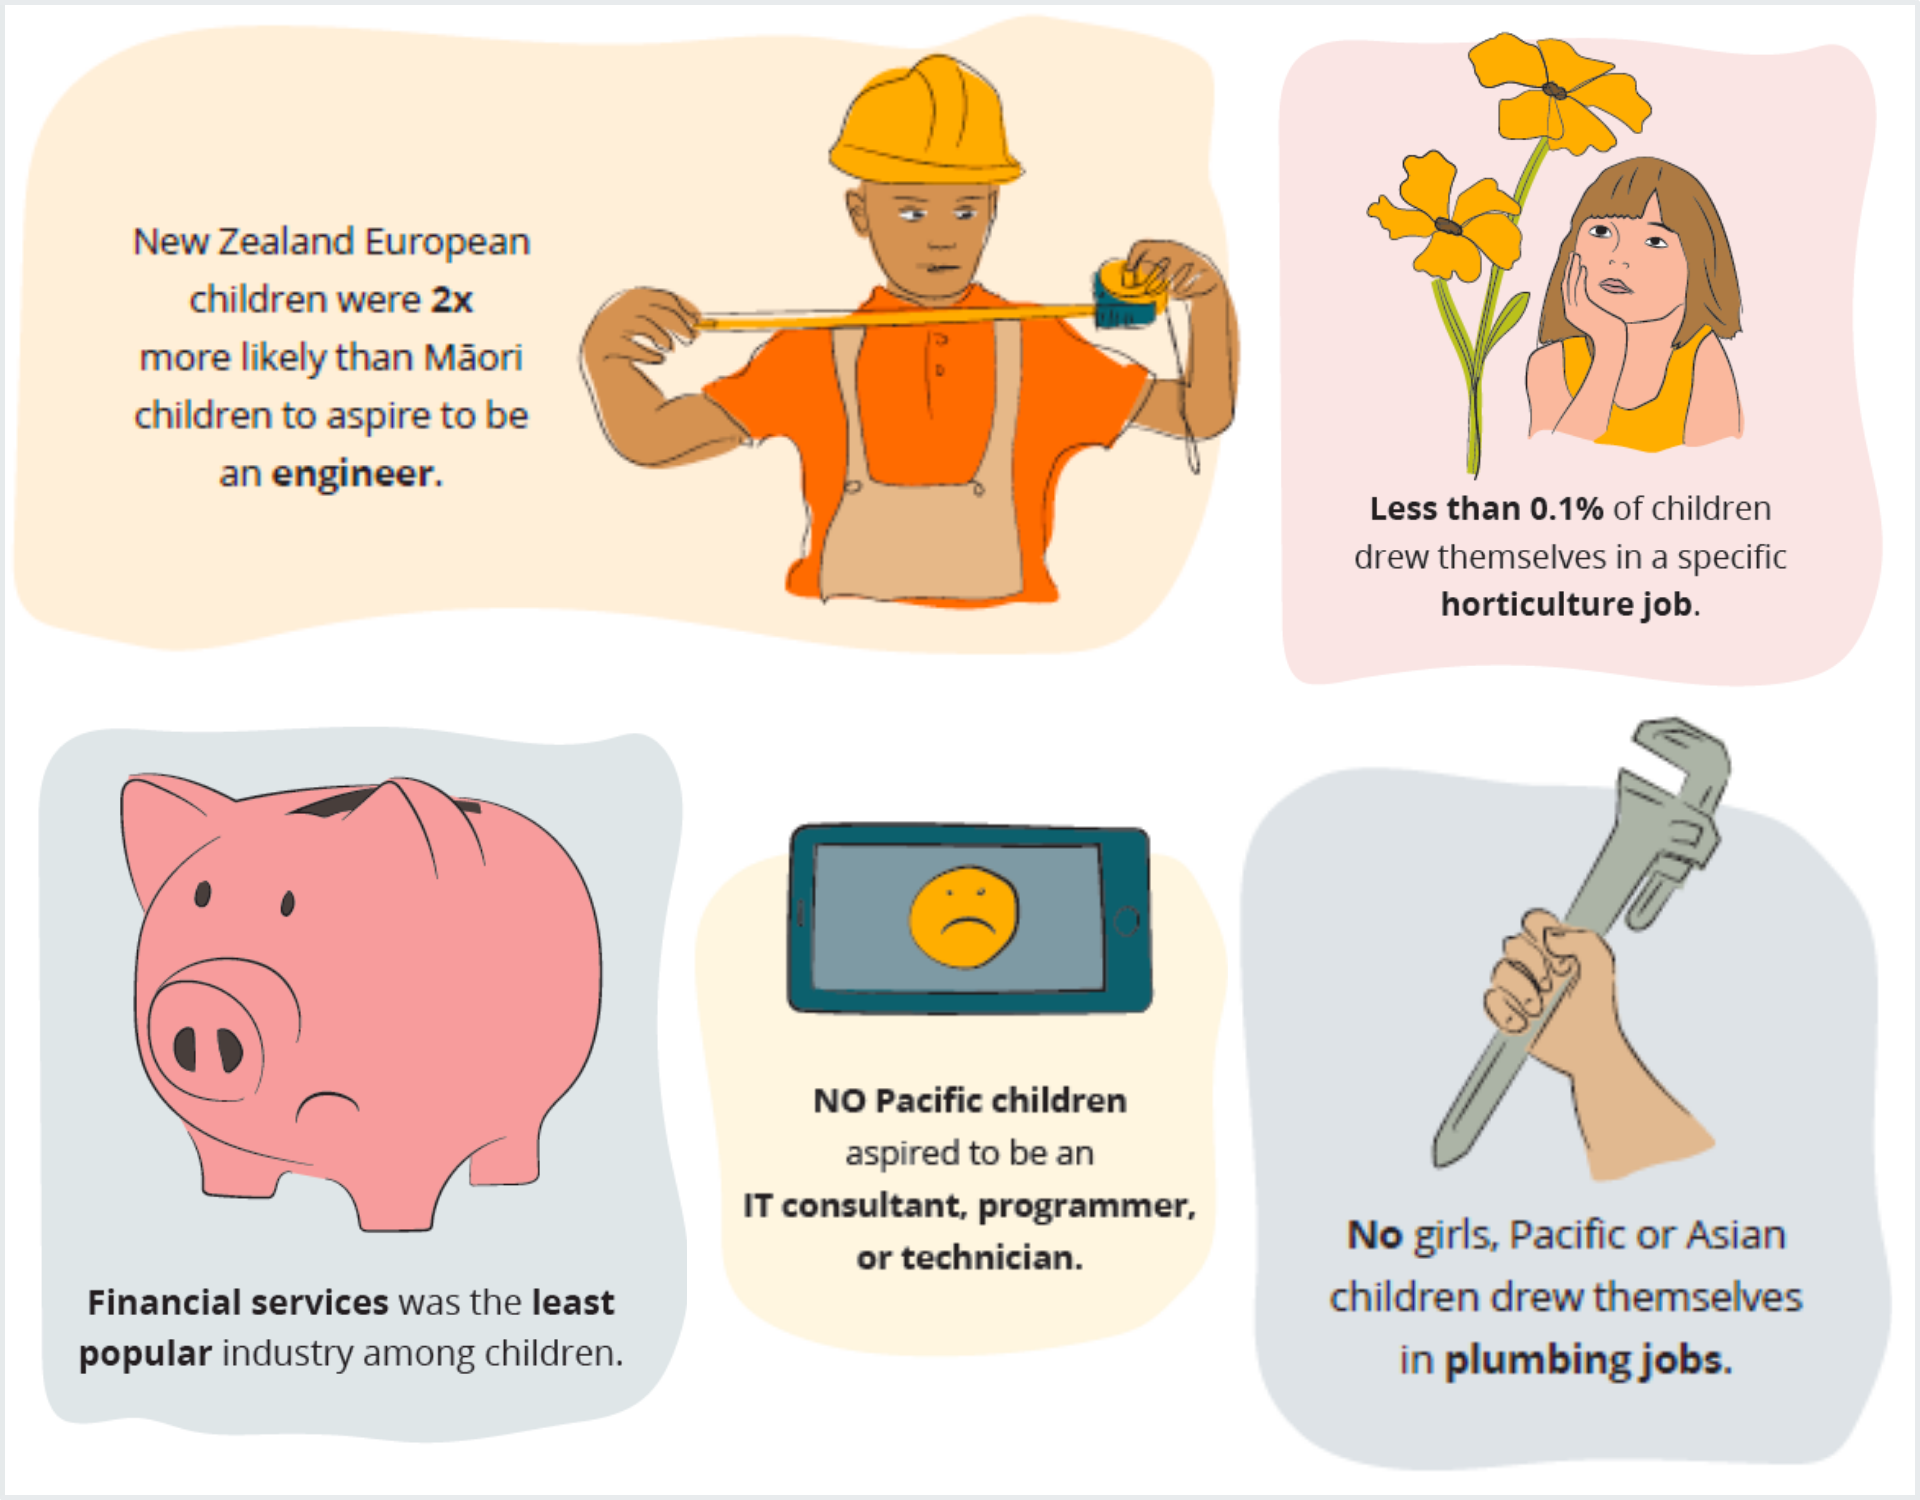 New Zealand European
children were 2x
more likely than Māori
children to aspire to be
an engineer.
Less than 0.1% of children
drew themselves in a specific
horticulture job.
Financial services was the least
popular industry among children.
NO Pacific children
aspired to be an
IT consultant, programmer,
or technician.
No girls, Pacific or Asian
children drew themselves
in plumbing jobs.